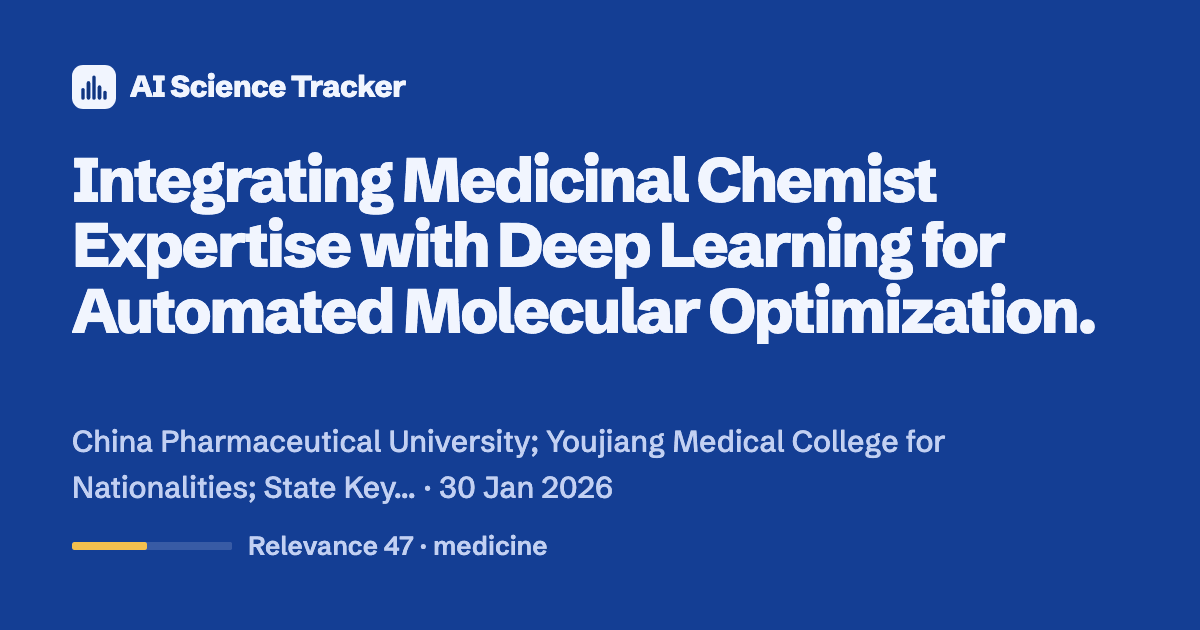 AI Science Tracker
Integrating Medicinal Chemist
Expertise with Deep Learning for
Automated Molecular Optimization.
China Pharmaceutical University; Youjiang Medical College for
Nationalities; State Key... · 30 Jan 2026
Relevance 47 · medicine